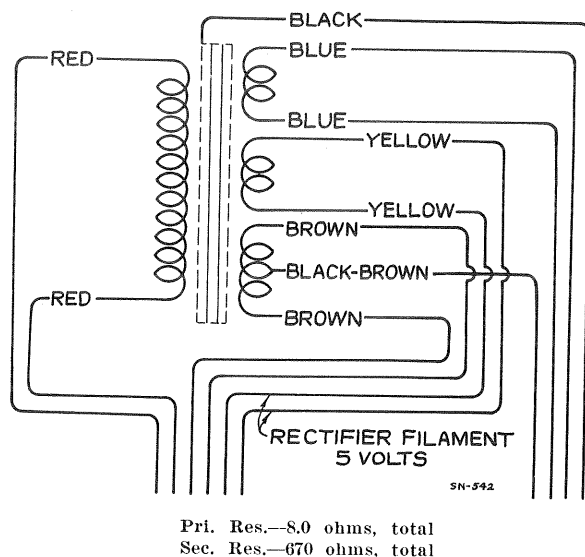 BLACK
RED
BLUE
BLUE
YELLOW
YELLOW
BROWN
BLACK-BROWN
RED
BROWN
RECTIFIER FILAMENT
5 VOLTS
SN-542
Pri. Res.—8.0 ohms, total
Sec. Res.—670 ohms, total